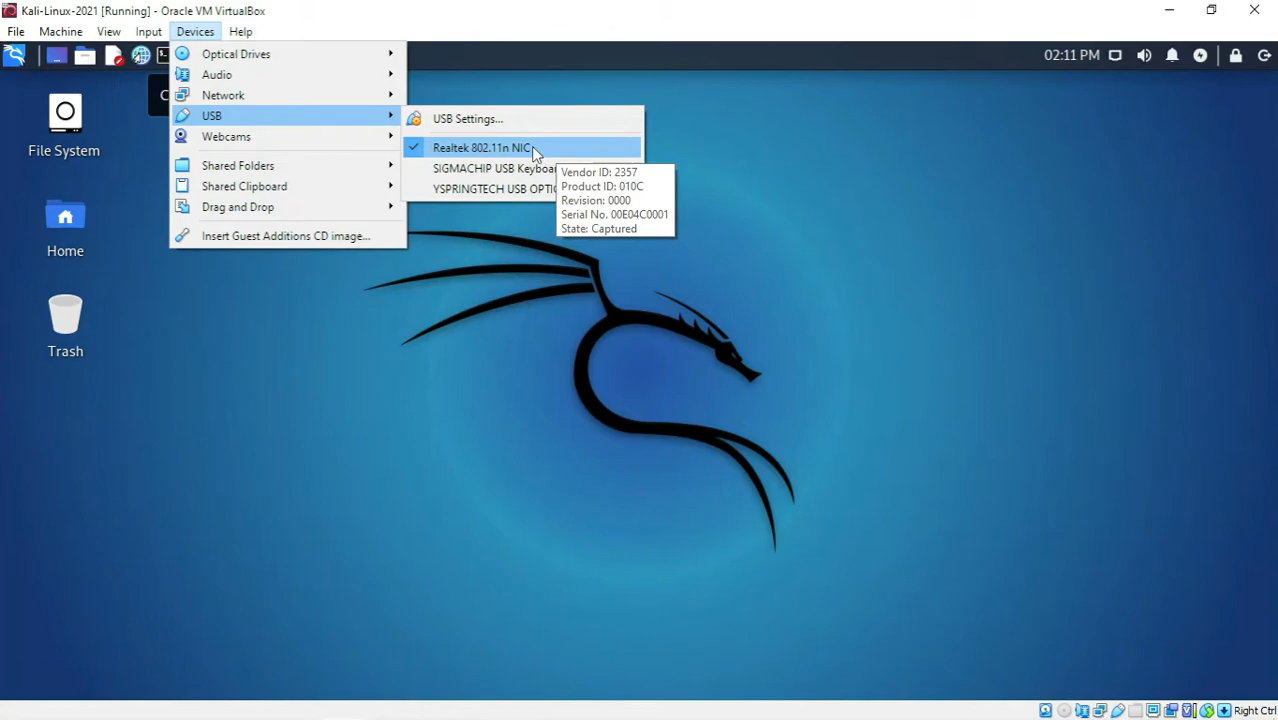 Kali-Linux-2021 [Running] - Oracle VM VirtualBox
File Machine View Input Devices Help
02:11 PM
Optical Drives
Audio
Network
USB
Webcams
Shared Folders
Shared Clipboard
Drag and Drop
Insert Guest Additions CD image...
USB Settings...
Realtek 802.11n NIC
SIGMACHIP USB Keyboa
YSPRINGTECH USB OPTIC
Vendor ID: 2357
Product ID: 010C
Revision: 0000
Serial No. 00E04C0001
State: Captured
C
File System
Home
Trash
Right Ctrl